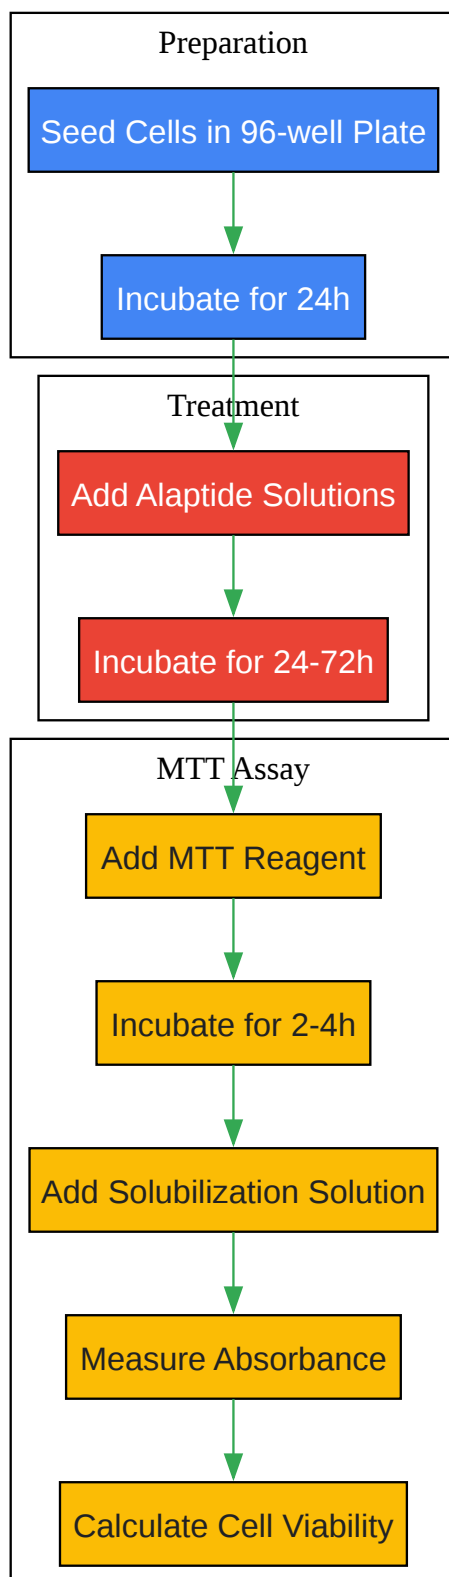 Preparation
Seed Cells in 96-well Plate
Incubate for 24h
Treatment
Add Alaptide Solutions
Incubate for 24-72h
MTT Assay
Add MTT Reagent
Incubate for 2-4h
Add Solubilization Solution
Measure Absorbance
Calculate Cell Viability